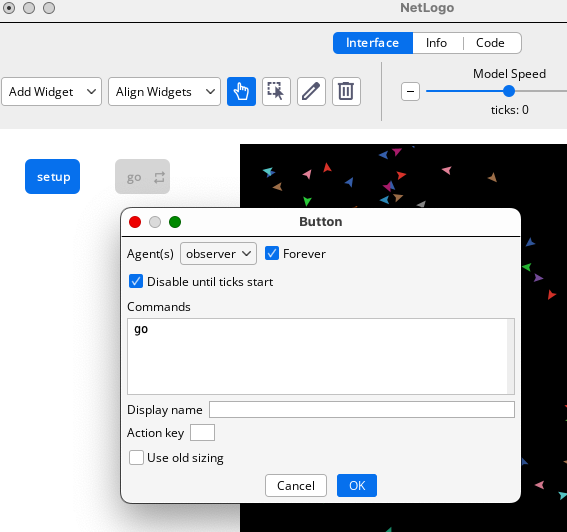 NetLogo
Interface Info Code
Add Widget Align Widgets
Model Speed
ticks: 0
setup go
Button
Agent(s) observer Forever
Disable until ticks start
Commands
go
Display name
Action key
Use old sizing
Cancel OK